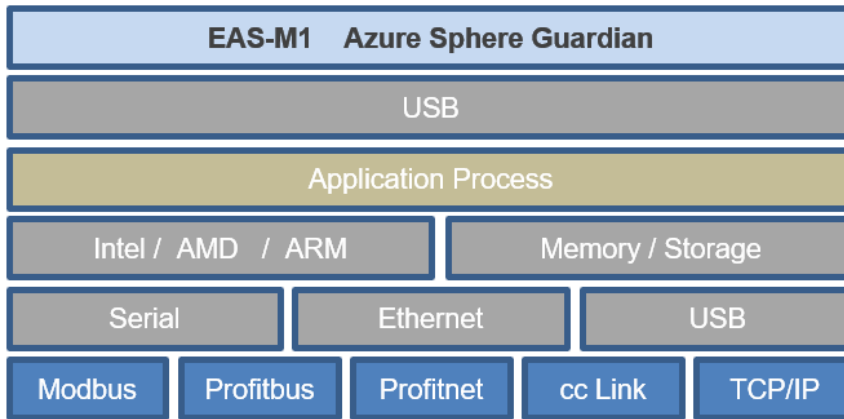 EAS-M1 Azure Sphere Guardian
USB
Application Process
Intel / AMD / ARM Memory / Storage
Serial Ethernet USB
Modbus Profitbus Profitnet cc Link TCP/IP